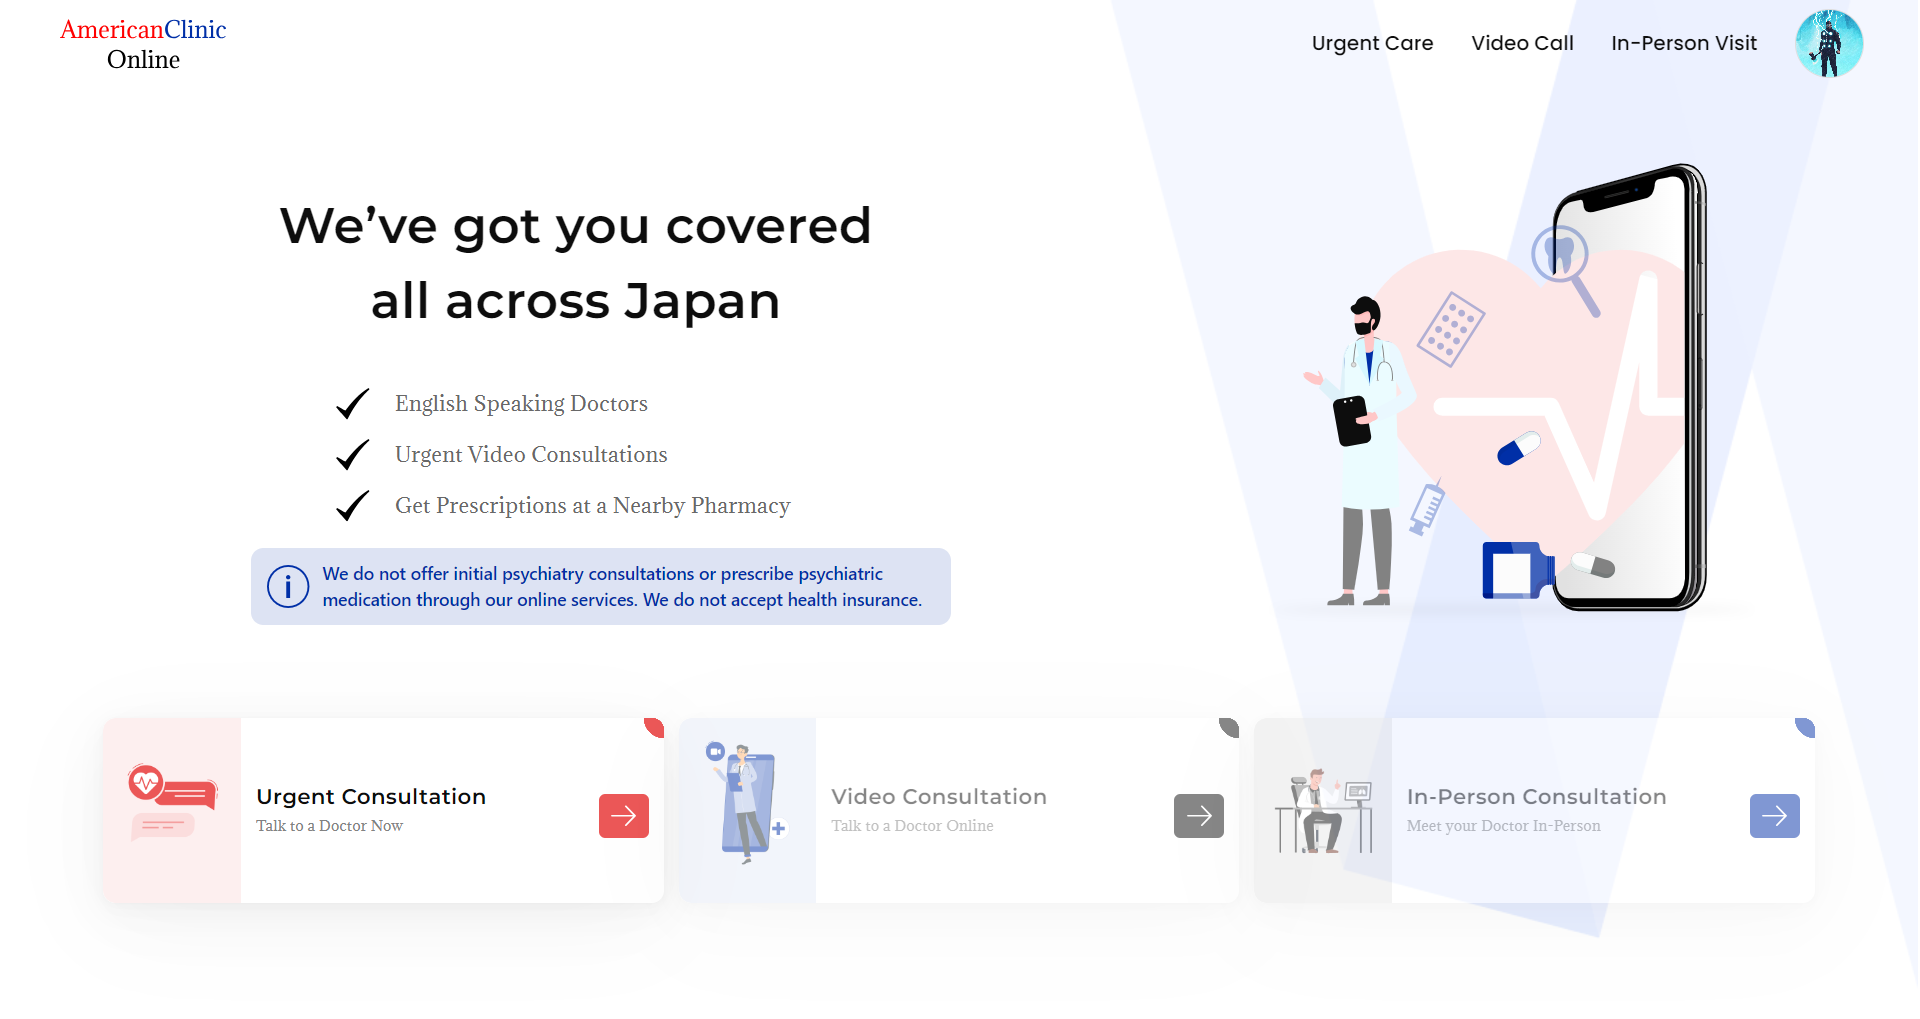 AmericanClinic
Online
Urgent Care
Video Call
In-Person Visit
We’ve got you covered
all across Japan
English Speaking Doctors
Urgent Video Consultations
Get Prescriptions at a Nearby Pharmacy
We do not offer initial psychiatry consultations or prescribe psychiatric
medication through our online services. We do not accept health insurance.
Urgent Consultation
Talk to a Doctor Now
Video Consultation
Talk to a Doctor Online
In-Person Consultation
Meet your Doctor In-Person